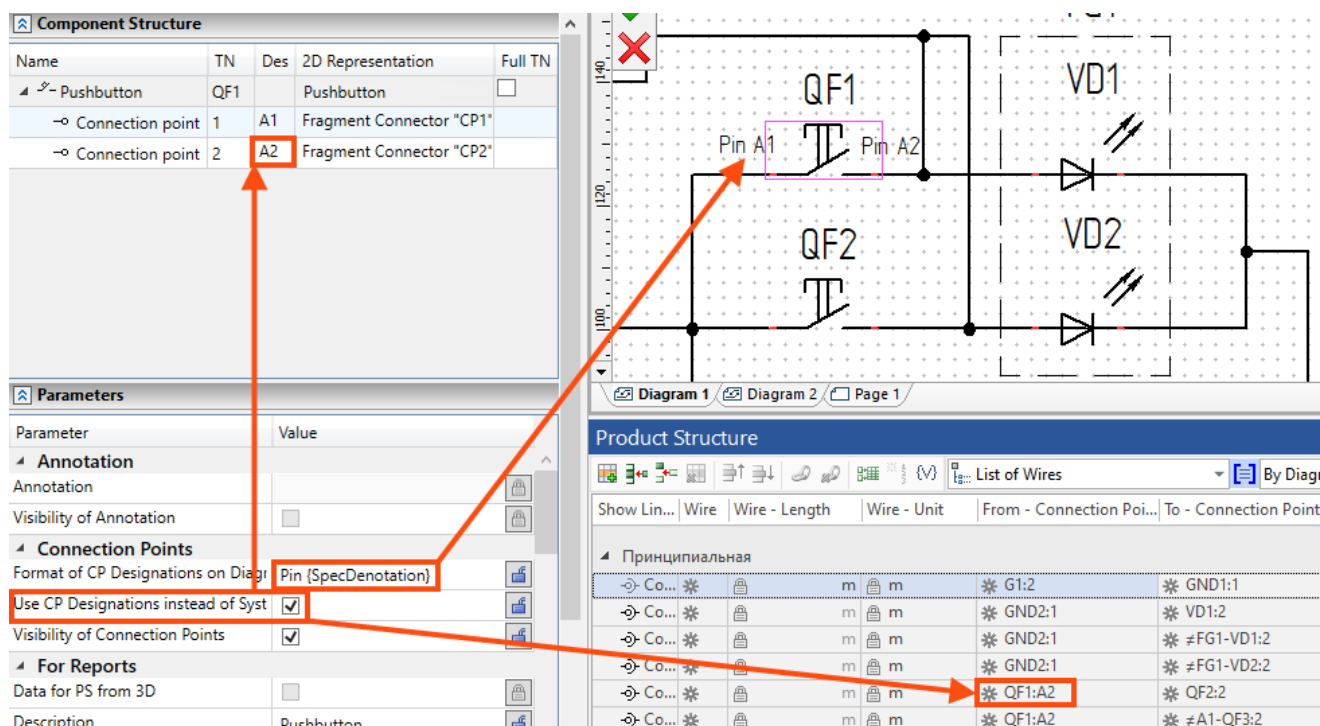 Component Structure
Name TN Des 2D Representation Full TN
Pushbutton QF1 Pushbutton
Connection point 1 A1 Fragment Connector "CP1"
Connection point 2 A2 Fragment Connector "CP2"
Parameters
Parameter Value
Annotation
Annotation
Visibility of Annotation
Connection Points
Format of CP Designations on Diagr Pin {SpecDenotation}
Use CP Designations instead of Syst
Visibility of Connection Points
For Reports
Data for PS from 3D
Description Pushbutton
140
120
100
QF1
VD1
Pin A1 Pin A2
QF2
VD2
Diagram 1 Diagram 2 Page 1
Product Structure
{V} List of Wires By Diagr
Show Lin... Wire Wire - Length Wire - Unit From - Connection Poi... To - Connection Point
Принципиальная
Co... m m G1:2 GND1:1
Co... m m GND2:1 VD1:2
Co... m m GND2:1 ≠FG1-VD1:2
Co... m m GND2:1 ≠FG1-VD2:2
Co... m m QF1:A2 QF2:2
Co... m m QF1:A2 ≠A1-QF3:2